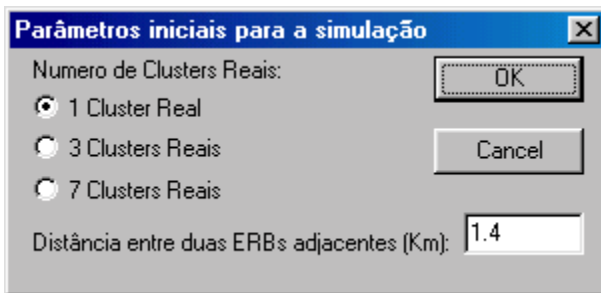 Parâmetros iniciais para a simulação
Numero de Clusters Reais:
OK
1 Cluster Real
3 Clusters Reais
Cancel
7 Clusters Reais
Distância entre duas ERBs adjacentes (Km):
1.4